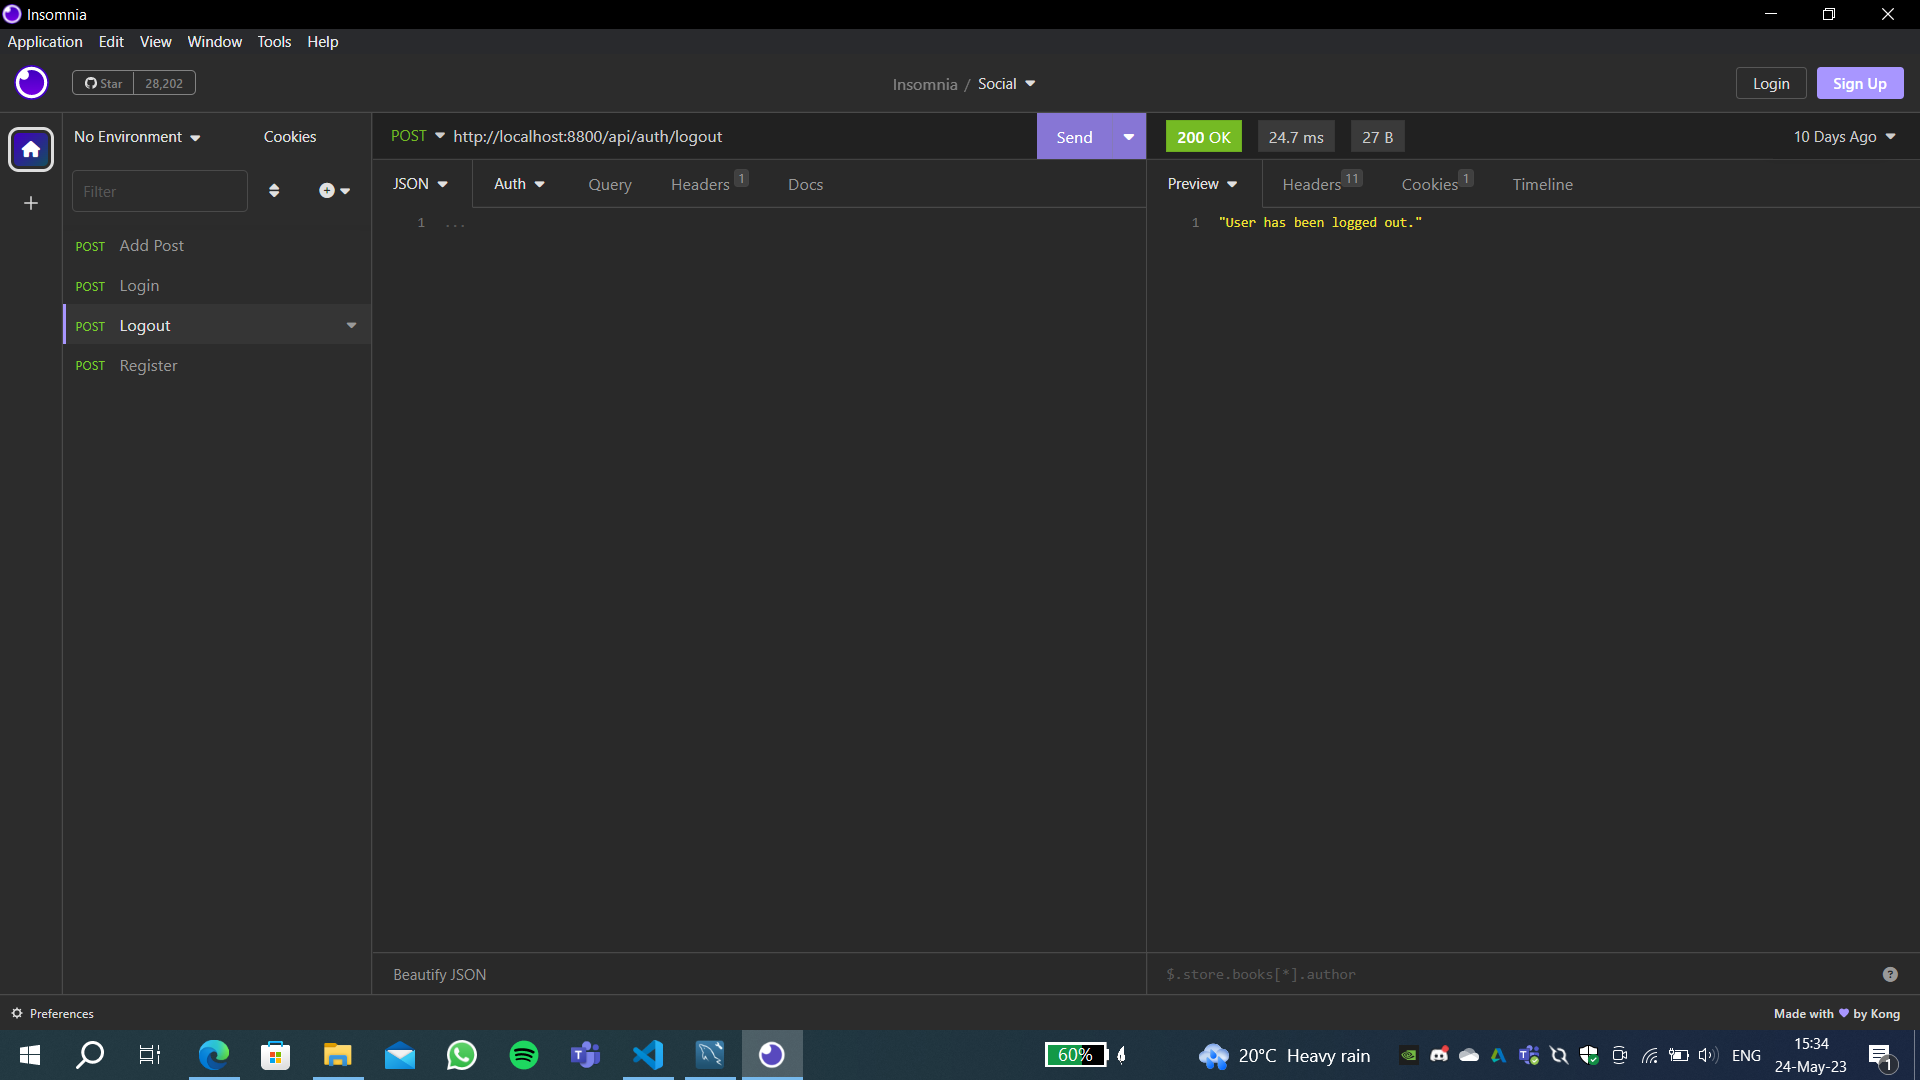 Insomnia
Application Edit View Window Tools Help
Star 28,202
Insomnia / Social
Login Sign Up
No Environment Cookies
POST http://localhost:8800/api/auth/logout Send
200 OK 24.7 ms 27 B 10 Days Ago
Filter
JSON Auth Query Headers 1 Docs
Preview Headers 11 Cookies 1 Timeline
1 ...
1 "User has been logged out."
POST Add Post
POST Login
POST Logout
POST Register
Beautify JSON
$.store.books[*].author
Preferences
Made with by Kong
60%
20°C Heavy rain
ENG
15:34
24-May-23
1